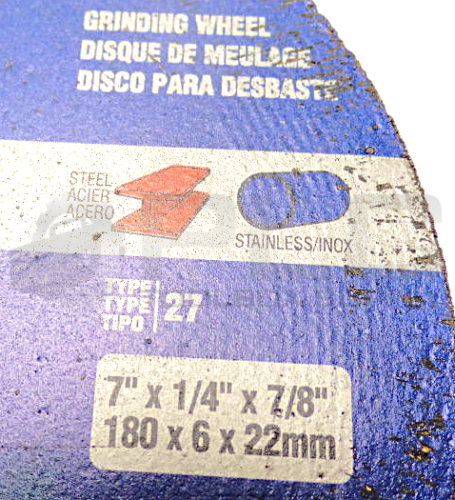 GRINDING WHEEL
DISQUE DE MEULAGE
DISCO PARA DESBASTE
STEEL
ACIER
ACERO
STAINLESS/INOX
TYPE
TYPE 27
TIPO
7" x 1/4" x 7/8"
180 x 6 x 22mm